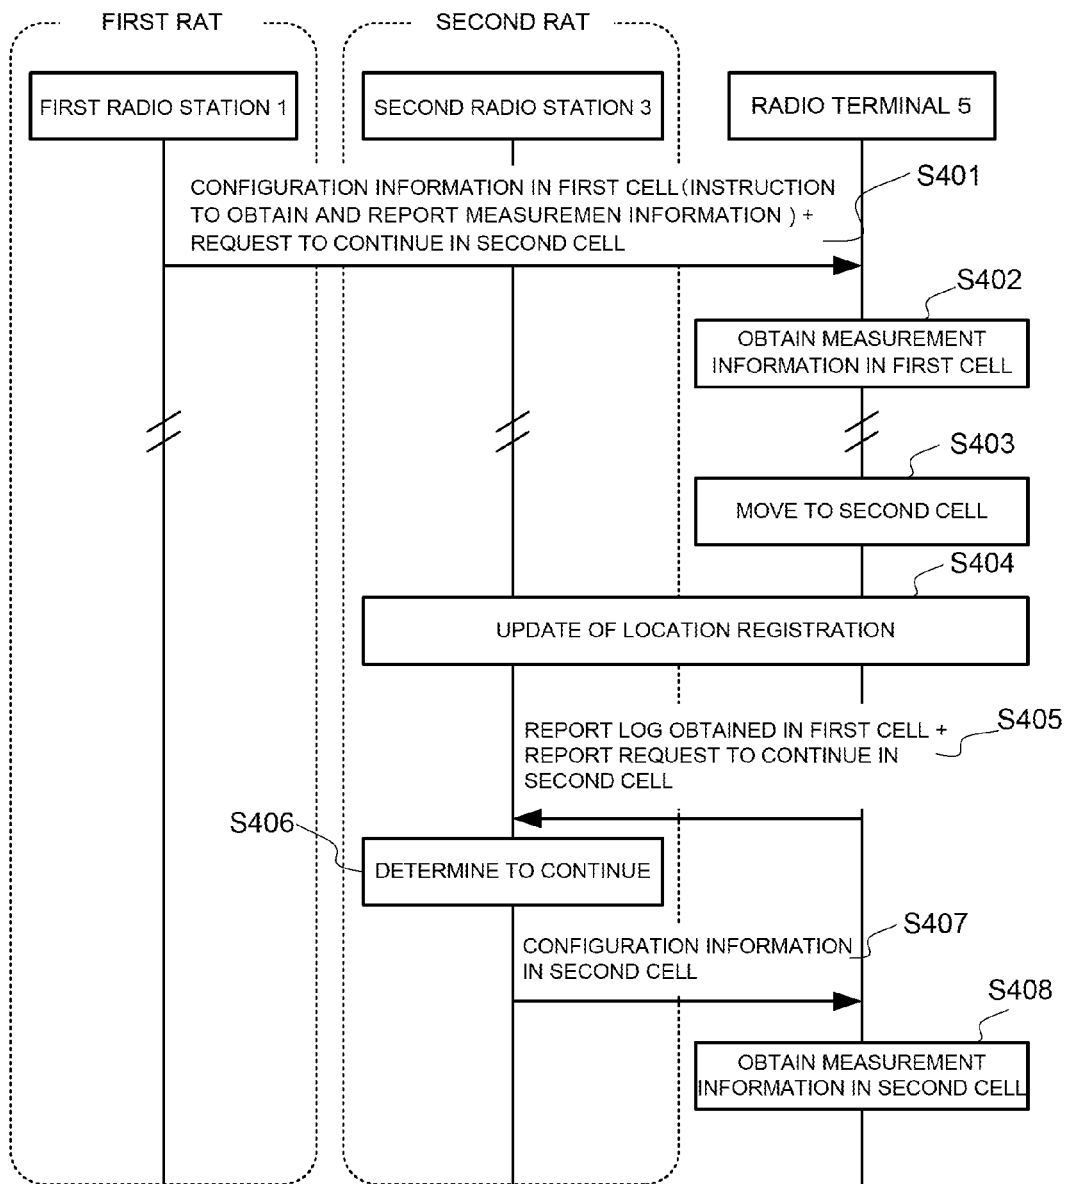 FIRST RAT
SECOND RAT
FIRST RADIO STATION 1
SECOND RADIO STATION 3
RADIO TERMINAL 5
CONFIGURATION INFORMATION IN FIRST CELL (INSTRUCTION
TO OBTAIN AND REPORT MEASUREMEN INFORMATION ) +
REQUEST TO CONTINUE IN SECOND CELL
S401
S402
OBTAIN MEASUREMENT
INFORMATION IN FIRST CELL
S403
MOVE TO SECOND CELL
S404
UPDATE OF LOCATION REGISTRATION
REPORT LOG OBTAINED IN FIRST CELL +
REPORT REQUEST TO CONTINUE IN
SECOND CELL
S405
S406
DETERMINE TO CONTINUE
S407
CONFIGURATION INFORMATION
IN SECOND CELL
S408
OBTAIN MEASUREMENT
INFORMATION IN SECOND CELL